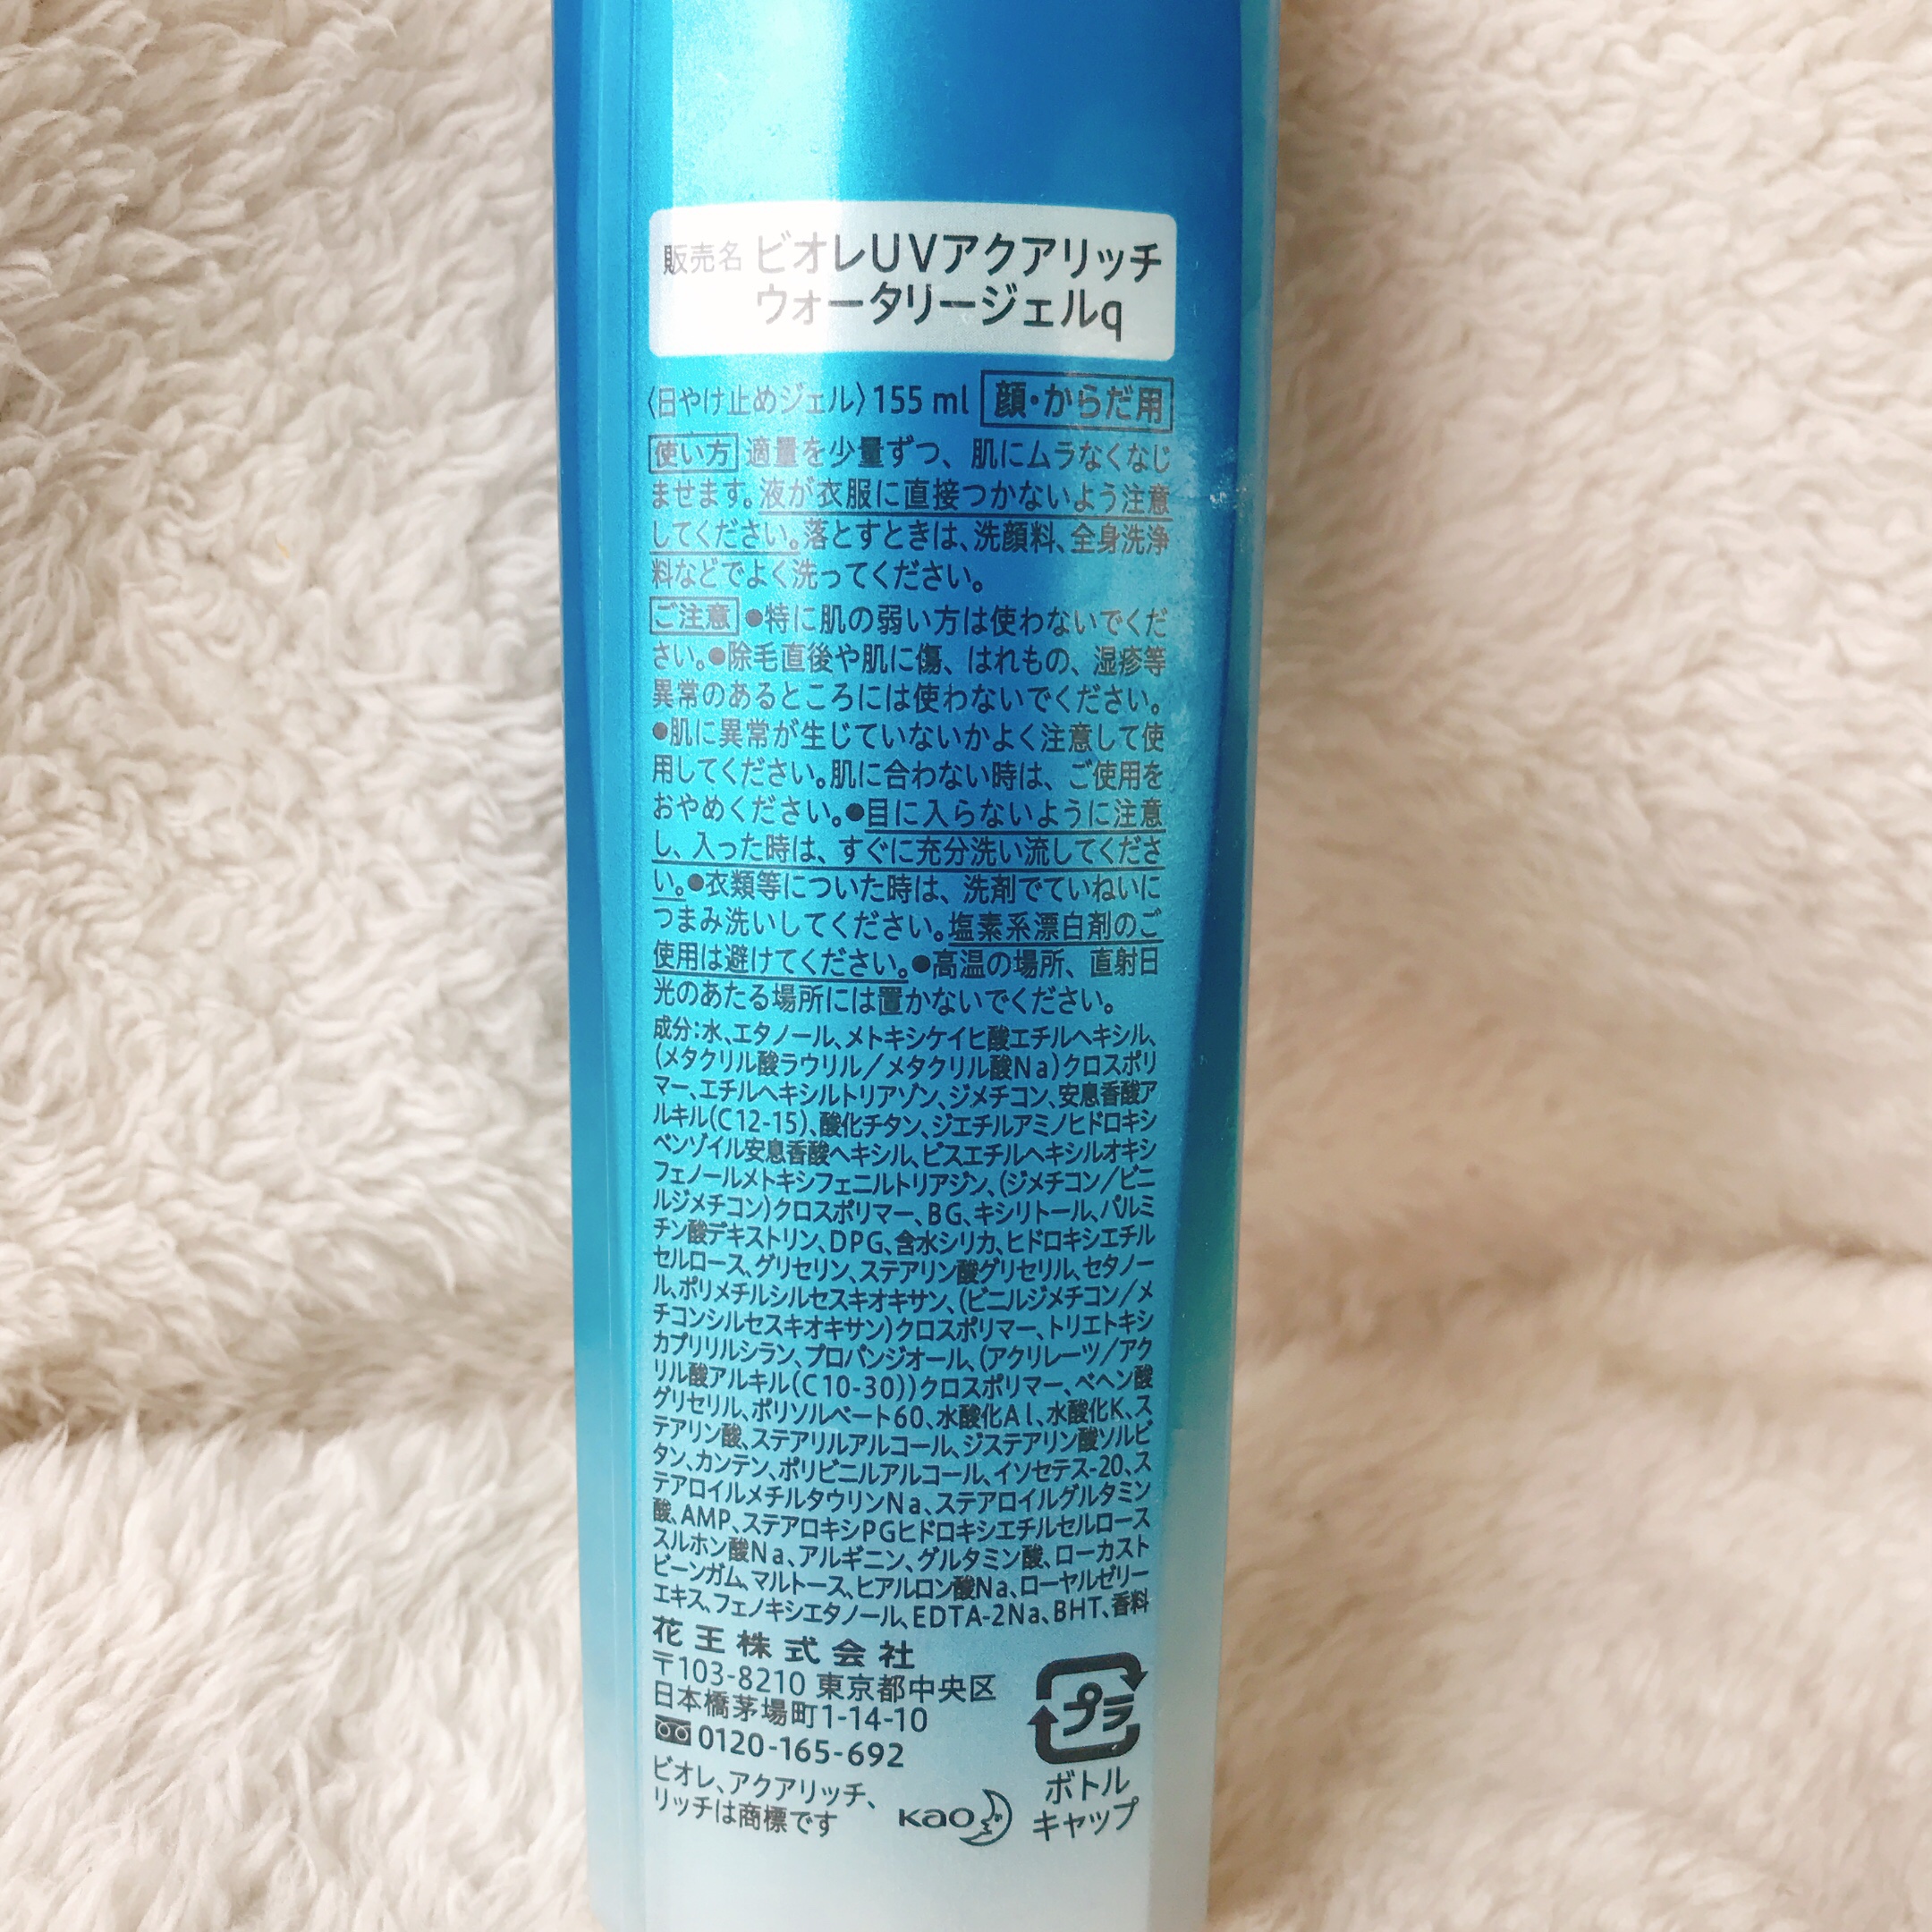 販売名 ビオレUVアクアリッチ
ウォータリージェルq
〈日やけ止めジェル〉155 ml 顔・からだ用
使い方 適量を少量ずつ、肌にムラなくなじ
ませます。液が衣服に直接つかないよう注意
してください。落とすときは、洗顔料、全身洗浄
料などでよく洗ってください。
ご注意 ●特に肌の弱い方は使わないでくだ
さい。●除毛直後や肌に傷、はれもの、湿疹等
異常のあるところには使わないでください。
●肌に異常が生じていないかよく注意して使
用してください。肌に合わない時は、ご使用を
おやめください。●目に入らないように注意
し、入った時は、すぐに充分洗い流してくださ
い。●衣類等についた時は、洗剤でていねいに
つまみ洗いしてください。塩素系漂白剤のご
使用は避けてください。●高温の場所、直射日
光のあたる場所には置かないでください。
成分：水、エタノール、メトキシケイヒ酸エチルヘキシル、
（メタクリル酸ラウリル／メタクリル酸Na）クロスポリ
マー、エチルヘキシルトリアゾン、ジメチコン、安息香酸ア
ルキル（C12-15）、酸化チタン、ジエチルアミノヒドロキシ
ベンゾイル安息香酸ヘキシル、ビスエチルヘキシルオキシ
フェノールメトキシフェニルトリアジン、（ジメチコン／ビニ
ルジメチコン）クロスポリマー、BG、キシリトール、パルミ
チン酸デキストリン、DPG、含水シリカ、ヒドロキシエチル
セルロース、グリセリン、ステアリン酸グリセリル、セタノー
ル、ポリメチルシルセスキオキサン、（ビニルジメチコン／メ
チコンシルセスキオキサン）クロスポリマー、トリエトキシ
カプリリルシラン、プロパンジオール、（アクリレーツ／アク
リル酸アルキル（C10-30））クロスポリマー、ベヘン酸
グリセリル、ポリソルベート60、水酸化Al、水酸化K、ス
テアリン酸、ステアリルアルコール、ジステアリン酸ソルビ
タン、カンテン、ポリビニルアルコール、イソセテス-20、ス
テアロイルメチルタウリンNa、ステアロイルグルタミン
酸、AMP、ステアロキシPGヒドロキシエチルセルロース
スルホン酸Na、アルギニン、グルタミン酸、ローカスト
ビーンガム、マルトース、ヒアルロン酸Na、ローヤルゼリー
エキス、フェノキシエタノール、EDTA-2Na、BHT、香料
花王株式会社
〒103-8210 東京都中央区
日本橋茅場町1-14-10
0120-165-692
ビオレ、アクアリッチ、
リッチは商標です
kao
プラ
ボトル
キャップ